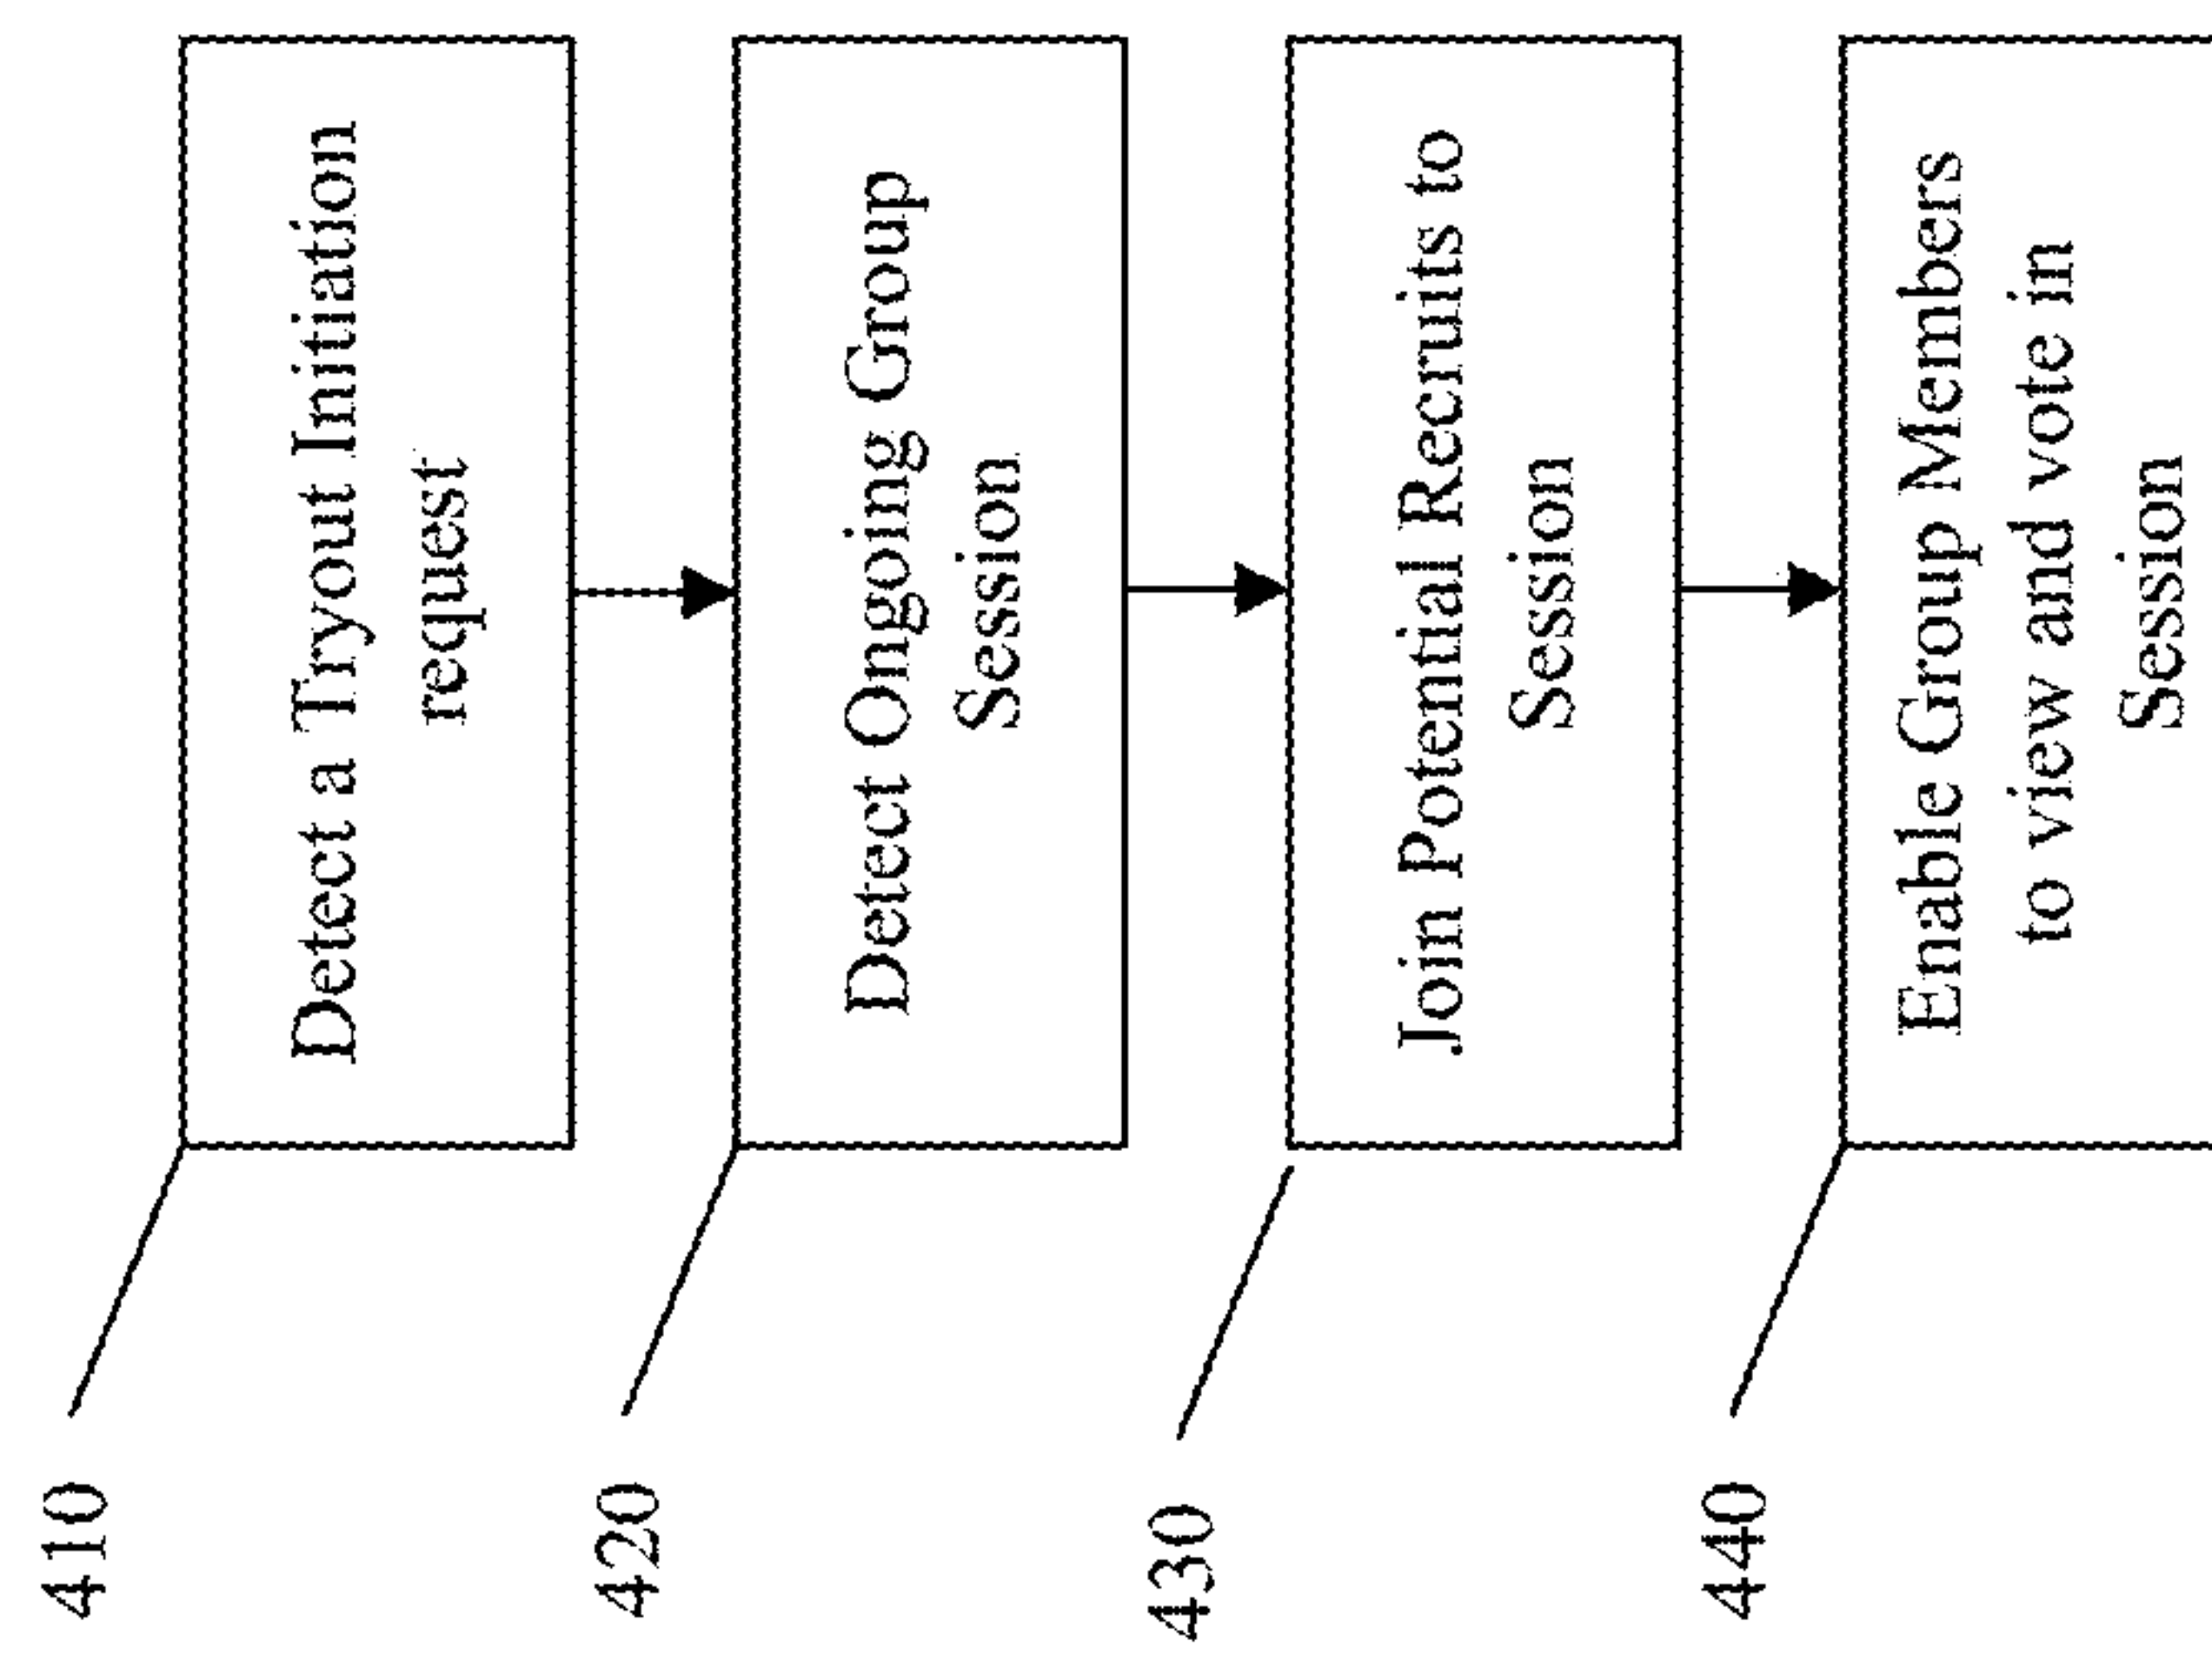 410
Detect a Tryout Initiation
request
420
Detect Ongoing Group
Session
430
Join Potential Recruits to
Session
440
Enable Group Members
to view and vote in
Session